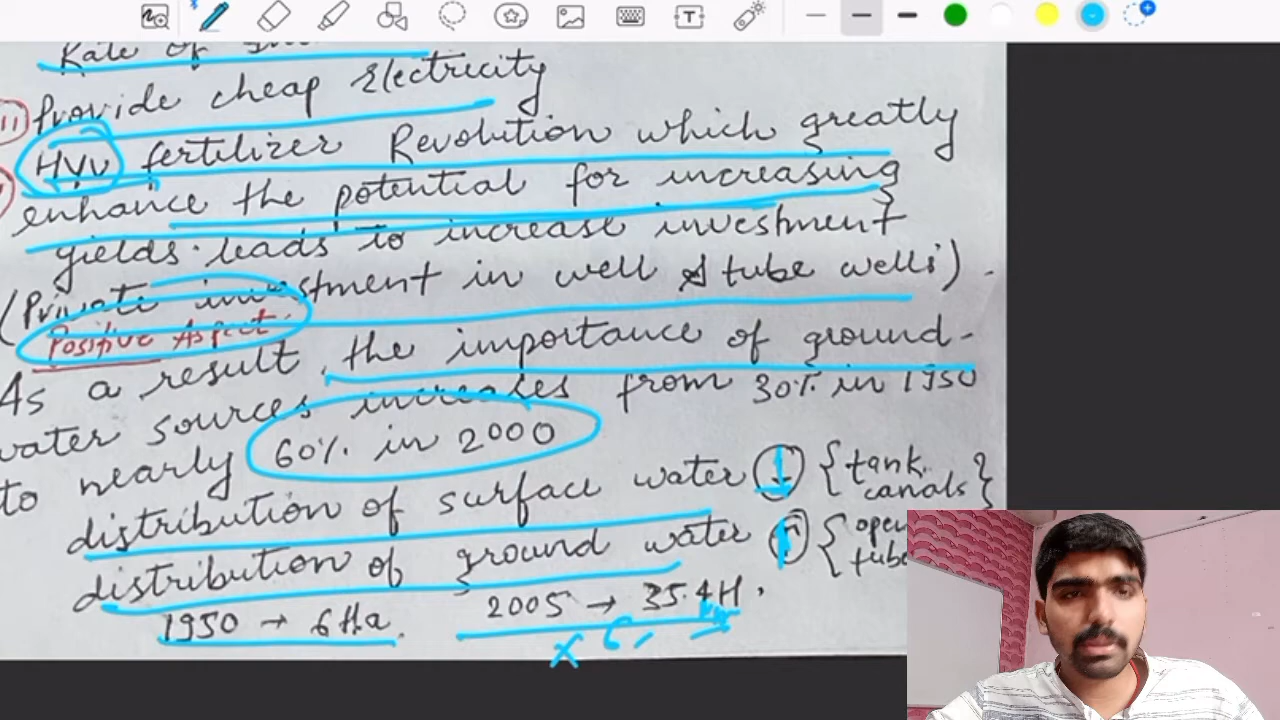 Rate of
(ii) Provide cheap Electricity
HYV fertilizer Revolution which greatly
enhance the potential for increasing
yields. leads to increase investment
(Private investment in well & tube wells).
Positive Aspect.
As a result, the importance of ground-
water sources increases from 30% in 1950
to nearly 60% in 2000
distribution of surface water ↓ {tank canals}
distribution of ground water ↑ {open tube
1950 → 6 Ha. 2005 → 35.4H.
x 6,